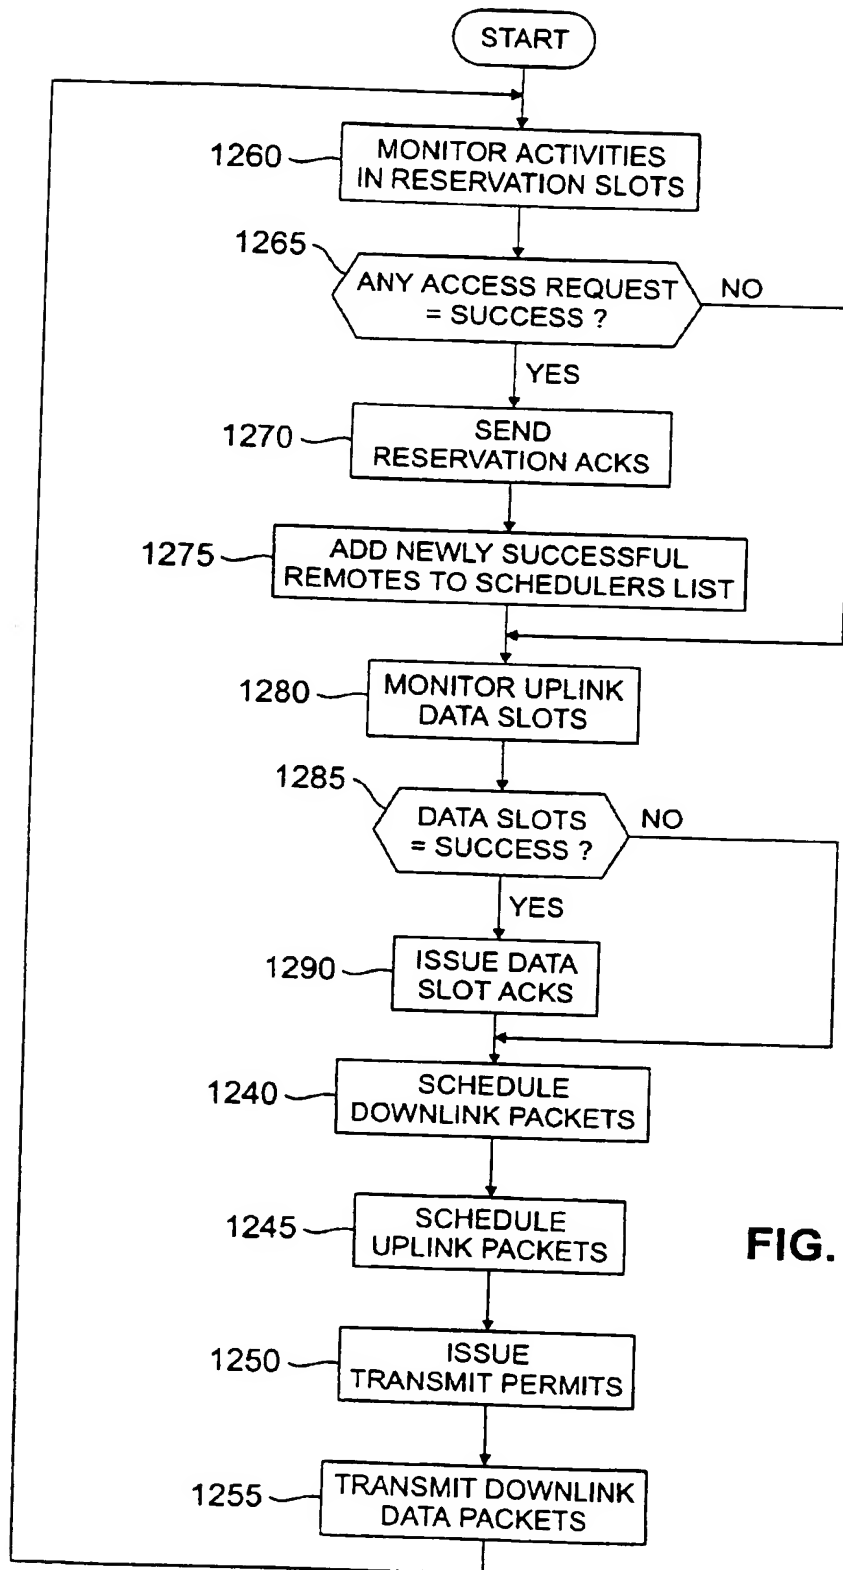 START
1260
MONITOR ACTIVITIES
IN RESERVATION SLOTS
1265
ANY ACCESS REQUEST
= SUCCESS ?
NO
YES
1270
SEND
RESERVATION ACKS
1275
ADD NEWLY SUCCESSFUL
REMOTES TO SCHEDULERS LIST
1280
MONITOR UPLINK
DATA SLOTS
1285
DATA SLOTS
= SUCCESS ?
NO
YES
1290
ISSUE DATA
SLOT ACKS
1240
SCHEDULE
DOWNLINK PACKETS
1245
SCHEDULE
UPLINK PACKETS
FIG.
1250
ISSUE
TRANSMIT PERMITS
1255
TRANSMIT DOWNLINK
DATA PACKETS